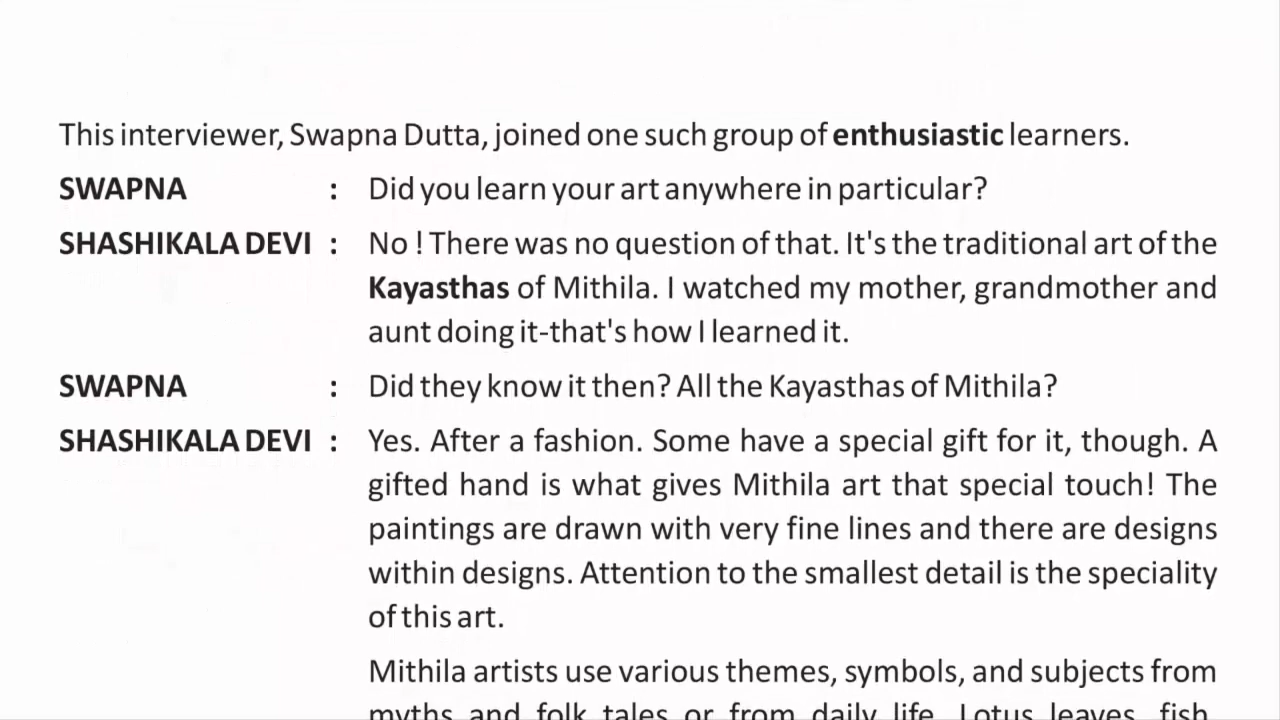 This interviewer, Swapna Dutta, joined one such group of enthusiastic learners.
SWAPNA : Did you learn your art anywhere in particular?
SHASHIKALA DEVI : No ! There was no question of that. It's the traditional art of the
Kayasthas of Mithila. I watched my mother, grandmother and
aunt doing it-that's how I learned it.
SWAPNA : Did they know it then? All the Kayasthas of Mithila?
SHASHIKALA DEVI : Yes. After a fashion. Some have a special gift for it, though. A
gifted hand is what gives Mithila art that special touch! The
paintings are drawn with very fine lines and there are designs
within designs. Attention to the smallest detail is the speciality
of this art.
Mithila artists use various themes, symbols, and subjects from
myths and folk tales or from daily life. Lotus leaves, fish,